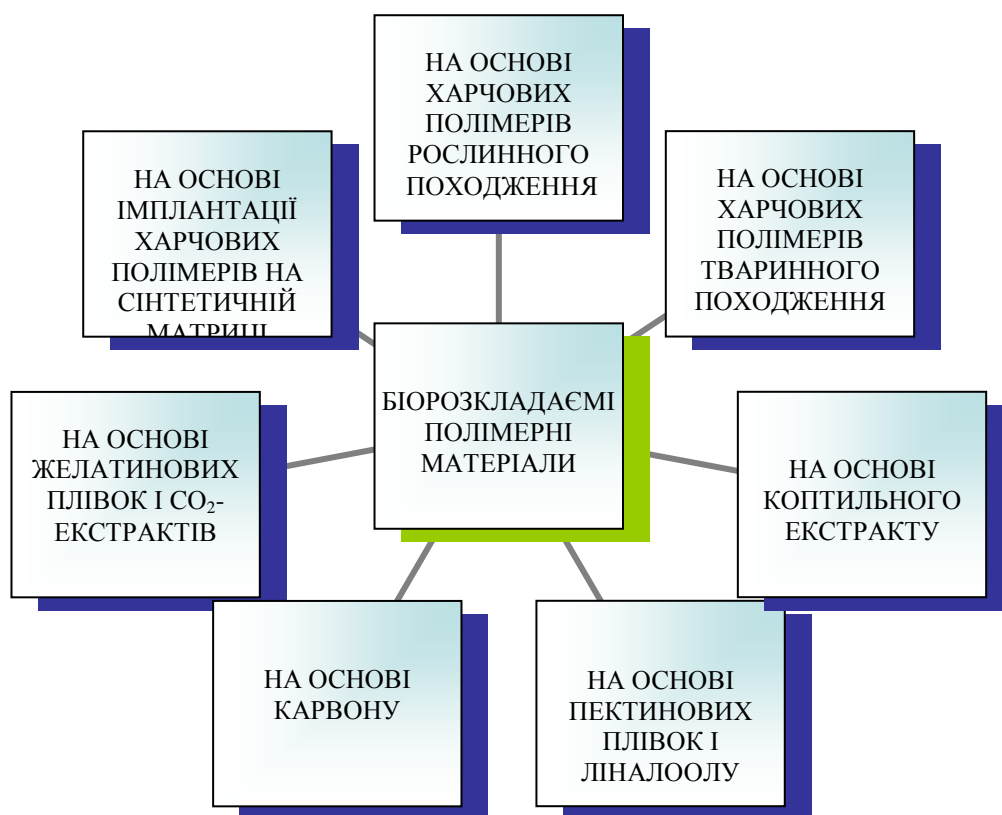 НА ОСНОВІ
ХАРЧОВИХ
ПОЛІМЕРІВ
РОСЛИННОГО
ПОХОДЖЕННЯ
НА ОСНОВІ
ІМПЛАНТАЦІЇ
ХАРЧОВИХ
ПОЛІМЕРІВ НА
СІНТЕТИЧНІЙ
МАТРИЦІ
НА ОСНОВІ
ХАРЧОВИХ
ПОЛІМЕРІВ
ТВАРИННОГО
ПОХОДЖЕННЯ
БІОРОЗКЛАДАЄМІ
ПОЛІМЕРНІ
МАТЕРІАЛИ
НА ОСНОВІ
ЖЕЛАТИНОВИХ
ПЛІВОК І СО₂-
ЕКСТРАКТІВ
НА ОСНОВІ
КОПТИЛЬНОГО
ЕКСТРАКТУ
НА ОСНОВІ
КАРВОНУ
НА ОСНОВІ
ПЕКТИНОВИХ
ПЛІВОК І
ЛІНАЛООЛУ